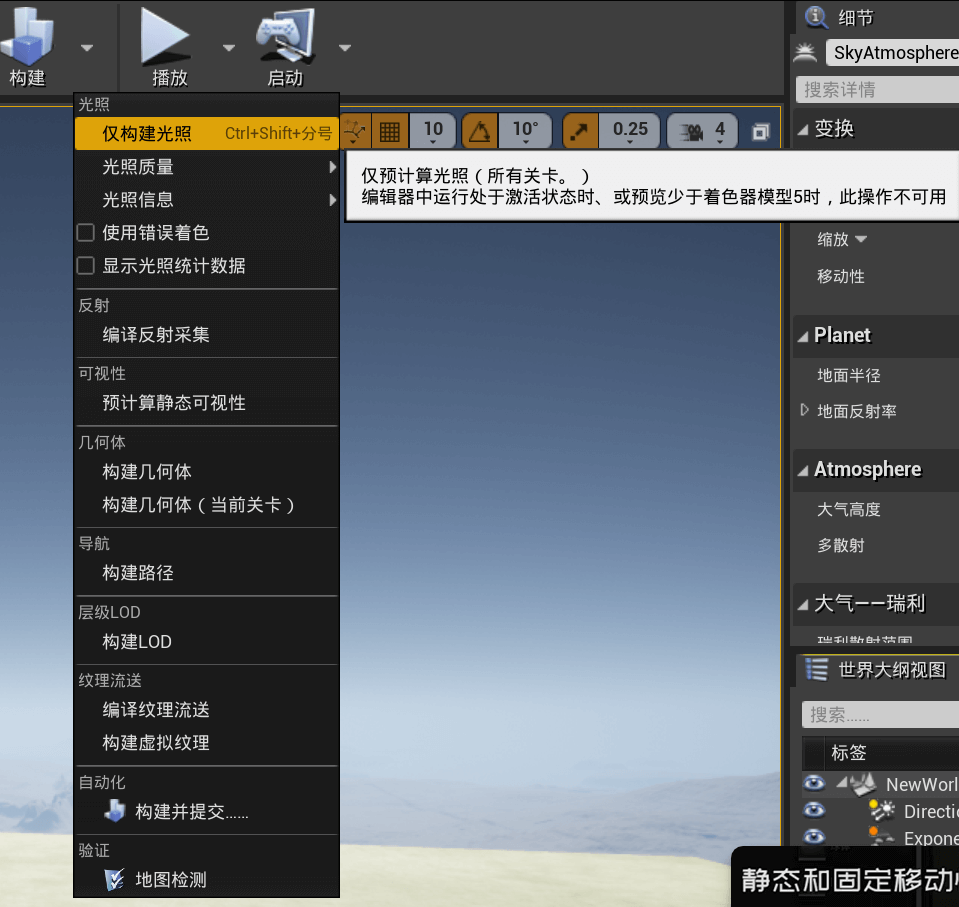 构建
播放
启动
光照
仅构建光照 Ctrl+Shift+分号
光照质量
光照信息
使用错误着色
显示光照统计数据
反射
编译反射采集
可视性
预计算静态可视性
几何体
构建几何体
构建几何体（当前关卡）
导航
构建路径
层级LOD
构建LOD
纹理流送
编译纹理流送
构建虚拟纹理
自动化
构建并提交......
验证
地图检测
10
10°
0.25
4
仅预计算光照（所有关卡。）
编辑器中运行处于激活状态时、或预览少于着色器模型5时，此操作不可用
细节
SkyAtmosphere
搜索详情
变换
缩放
移动性
Planet
地面半径
地面反射率
Atmosphere
大气高度
多散射
大气——瑞利
瑞利散射范围
世界大纲视图
搜索......
标签
NewWorl
Directio
Expone
静态和固定移动